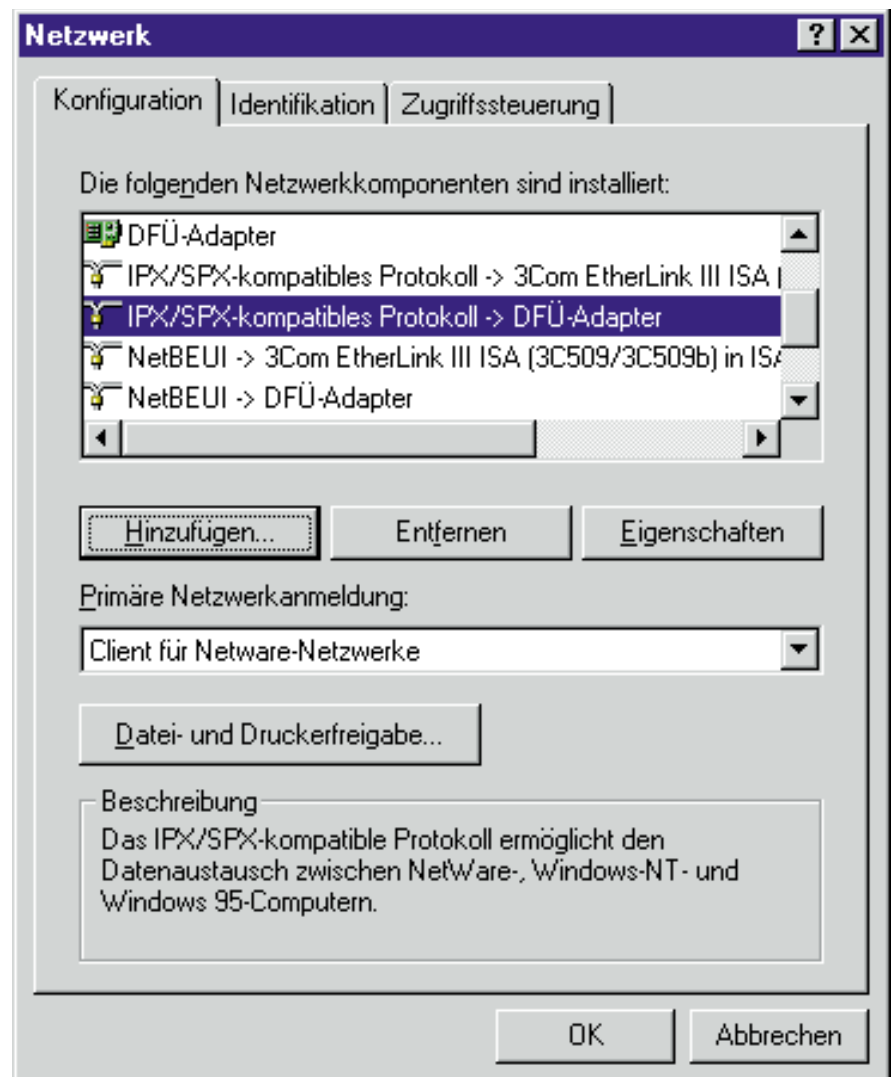 Netzwerk
Konfiguration Identifikation Zugriffssteuerung
Die folgenden Netzwerkkomponenten sind installiert:
DFÜ-Adapter
IPX/SPX-kompatibles Protokoll -> 3Com EtherLink III ISA (
IPX/SPX-kompatibles Protokoll -> DFÜ-Adapter
NetBEUI -> 3Com EtherLink III ISA (3C509/3C509b) in ISA
NetBEUI -> DFÜ-Adapter
Hinzufügen... Entfernen Eigenschaften
Primäre Netzwerkanmeldung:
Client für Netware-Netzwerke
Datei- und Druckerfreigabe...
Beschreibung
Das IPX/SPX-kompatible Protokoll ermöglicht den
Datenaustausch zwischen NetWare-, Windows-NT- und
Windows 95-Computern.
OK Abbrechen